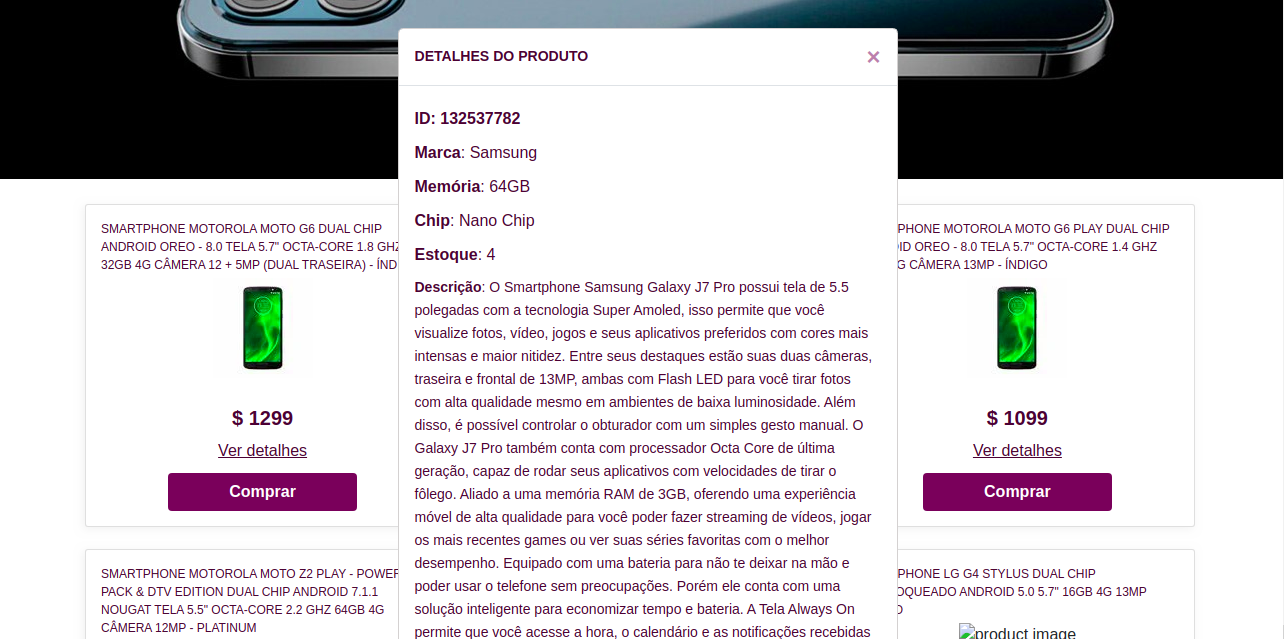 DETALHES DO PRODUTO
×
ID: 132537782
Marca: Samsung
Memória: 64GB
Chip: Nano Chip
Estoque: 4
Descrição: O Smartphone Samsung Galaxy J7 Pro possui tela de 5.5
polegadas com a tecnologia Super Amoled, isso permite que você
visualize fotos, vídeo, jogos e seus aplicativos preferidos com cores mais
intensas e maior nitidez. Entre seus destaques estão suas duas câmeras,
traseira e frontal de 13MP, ambas com Flash LED para você tirar fotos
com alta qualidade mesmo em ambientes de baixa luminosidade. Além
disso, é possível controlar o obturador com um simples gesto manual. O
Galaxy J7 Pro também conta com processador Octa Core de última
geração, capaz de rodar seus aplicativos com velocidades de tirar o
fôlego. Aliado a uma memória RAM de 3GB, oferendo uma experiência
móvel de alta qualidade para você poder fazer streaming de vídeos, jogar
os mais recentes games ou ver suas séries favoritas com o melhor
desempenho. Equipado com uma bateria para não te deixar na mão e
poder usar o telefone sem preocupações. Porém ele conta com uma
solução inteligente para economizar tempo e bateria. A Tela Always On
permite que você acesse a hora, o calendário e as notificações recebidas
SMARTPHONE MOTOROLA MOTO G6 DUAL CHIP
ANDROID OREO - 8.0 TELA 5.7" OCTA-CORE 1.8 GHZ
32GB 4G CÂMERA 12 + 5MP (DUAL TRASEIRA) - ÍND
$ 1299
Ver detalhes
Comprar
PHONE MOTOROLA MOTO G6 PLAY DUAL CHIP
ID OREO - 8.0 TELA 5.7" OCTA-CORE 1.4 GHZ
G CÂMERA 13MP - ÍNDIGO
$ 1099
Ver detalhes
Comprar
SMARTPHONE MOTOROLA MOTO Z2 PLAY - POWER
PACK & DTV EDITION DUAL CHIP ANDROID 7.1.1
NOUGAT TELA 5.5" OCTA-CORE 2.2 GHZ 64GB 4G
CÂMERA 12MP - PLATINUM
PHONE LG G4 STYLUS DUAL CHIP
OQUEADO ANDROID 5.0 5.7" 16GB 4G 13MP
O
product image